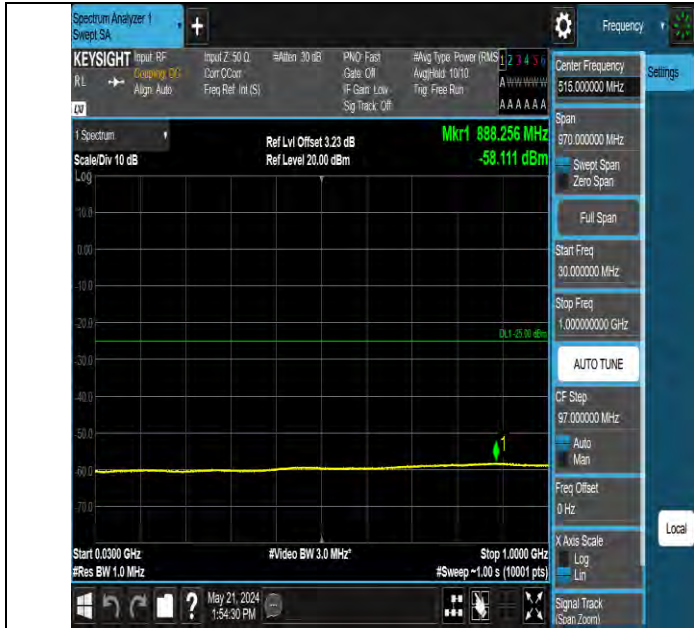 Spectrum Analyzer 1
Swept SA
Frequency
KEYSIGHT
RL
Input: RF
Coupling: DC
Align: Auto
Input Z: 50 Ω
Corr CCorr
Freq Ref: Int (S)
#Atten: 30 dB
PNO: Fast
Gate: Off
IF Gain: Low
Sig Track: Off
#Avg Type: Power (RMS
Avg|Hold: 10/10
Trig: Free Run
1 2 3 4 5 6
A W W W W W
A A A A A A
1 Spectrum
Scale/Div 10 dB
Ref Lvl Offset 3.23 dB
Ref Level 20.00 dBm
Mkr1 888.256 MHz
-58.111 dBm
Log
10.0
0.00
-10.0
-20.0
-30.0
-40.0
-50.0
-60.0
-70.0
DL1 -25.00 dBm
1
Start 0.0300 GHz
#Res BW 1.0 MHz
#Video BW 3.0 MHz*
Stop 1.0000 GHz
#Sweep ~1.00 s (10001 pts)
May 21, 2024
1:54:30 PM
Center Frequency
515.000000 MHz
Settings
Span
970.000000 MHz
Swept Span
Zero Span
Full Span
Start Freq
30.000000 MHz
Stop Freq
1.000000000 GHz
AUTO TUNE
CF Step
97.000000 MHz
Auto
Man
Freq Offset
0 Hz
X Axis Scale
Log
Lin
Signal Track
(Span Zoom)
Local